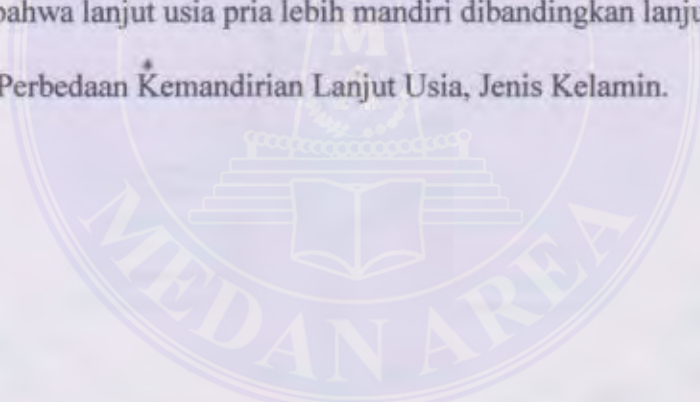 bahwa lanjut usia pria lebih mandiri dibandingkan lanju
Perbedaan Kemandirian Lanjut Usia, Jenis Kelamin.
M
MEDAN AREA